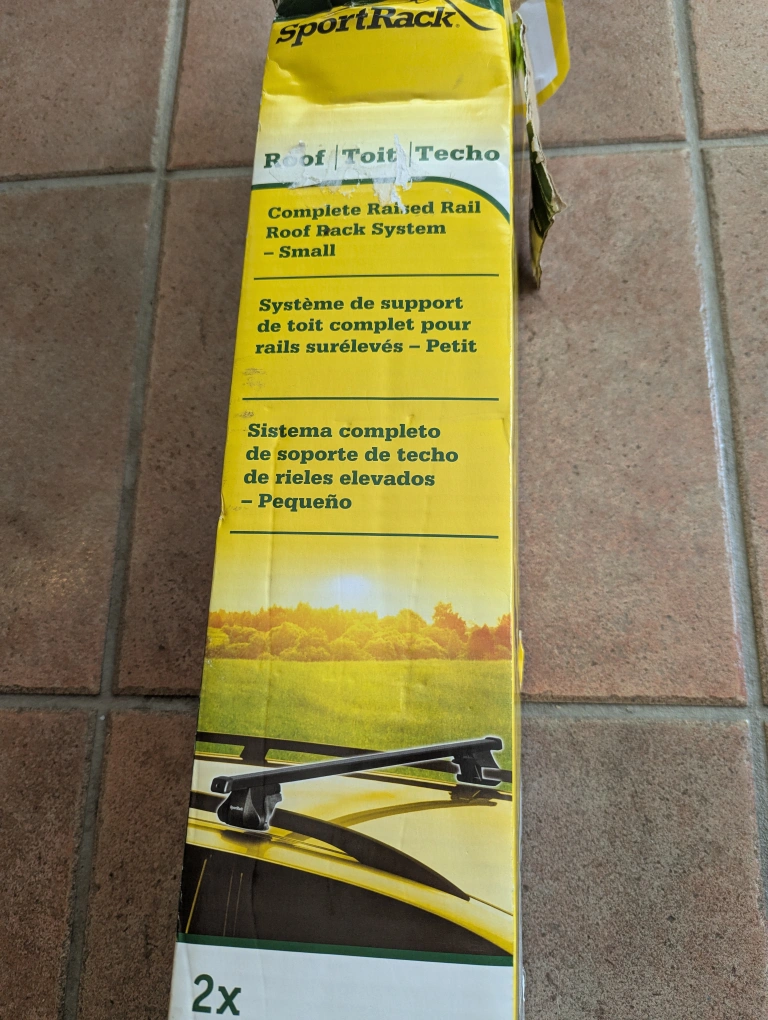 SportRack
Roof | Toit | Techo
Complete Raised Rail
Roof Rack System
– Small
Système de support
de toit complet pour
rails surélevés – Petit
Sistema completo
de soporte de techo
de rieles elevados
– Pequeño
SportRack
2x